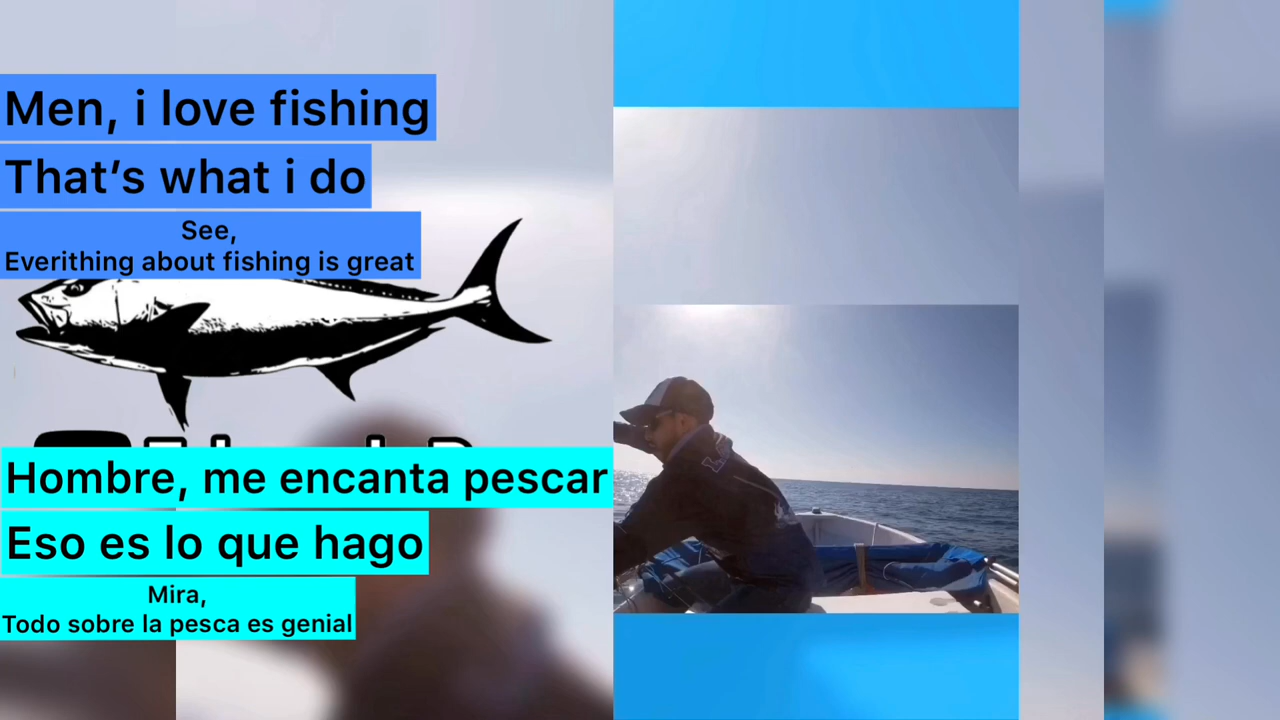 Men, i love fishing
That’s what i do
See,
Everithing about fishing is great
Hombre, me encanta pescar
Eso es lo que hago
Mira,
Todo sobre la pesca es genial